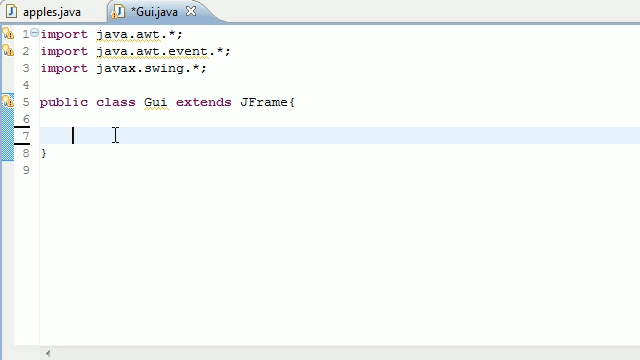 apples.java
*Gui.java
1 import java.awt.*;
2 import java.awt.event.*;
3 import javax.swing.*;
4
5 public class Gui extends JFrame{
6
7
8 }
9